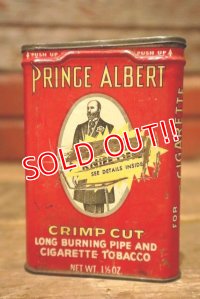 PUSH UP PUSH UP
PRINCE ALBERT
SOLD OUT!!
SEE DETAILS INSIDE
CRIMP CUT
LONG BURNING PIPE AND
CIGARETTE TOBACCO
NET WT. 1½ OZ.
FOR CIGARETTE